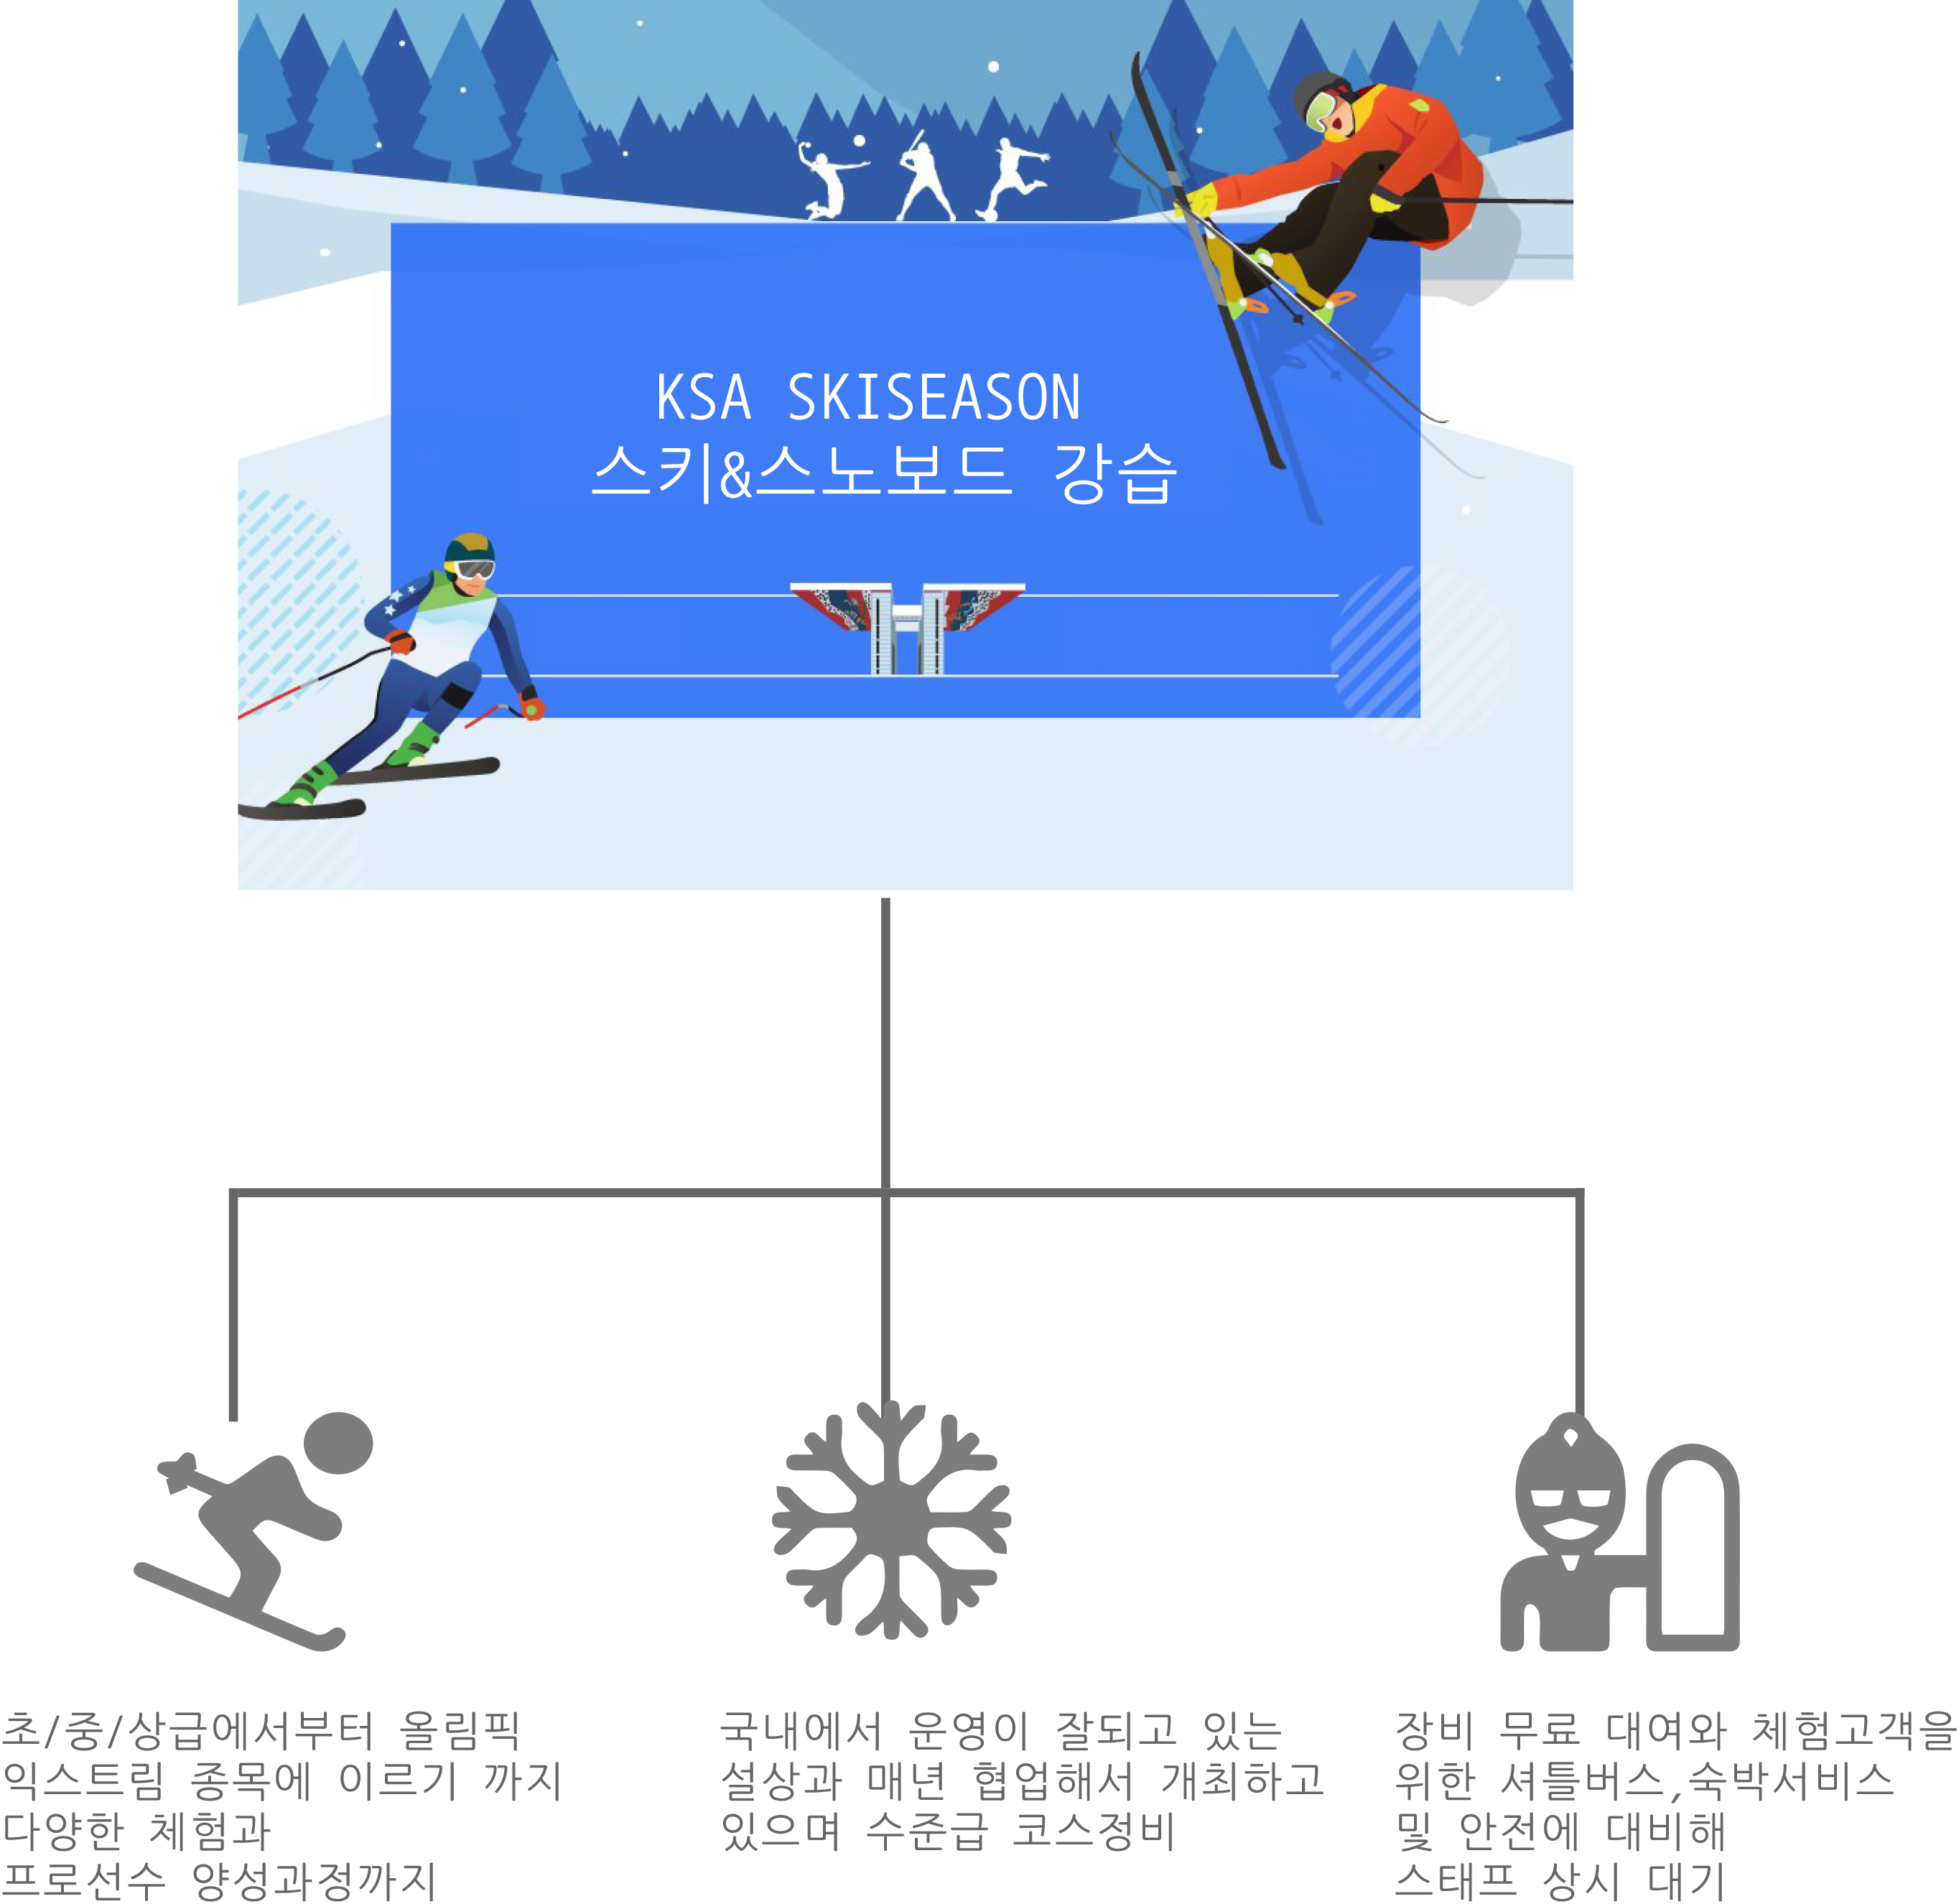 KSA SKISEASON
스키&스노보드 강습
초/중/상급에서부터 올림픽
익스트림 종목에 이르기 까지
다양한 체험과
프로선수 양성과정까지
국내에서 운영이 잘되고 있는
설상과 매년 협업해서 개최하고
있으며 수준급 코스정비
장비 무료 대여와 체험고객을
위한 셔틀버스,숙박서비스
및 안전에 대비해
스태프 상시 대기